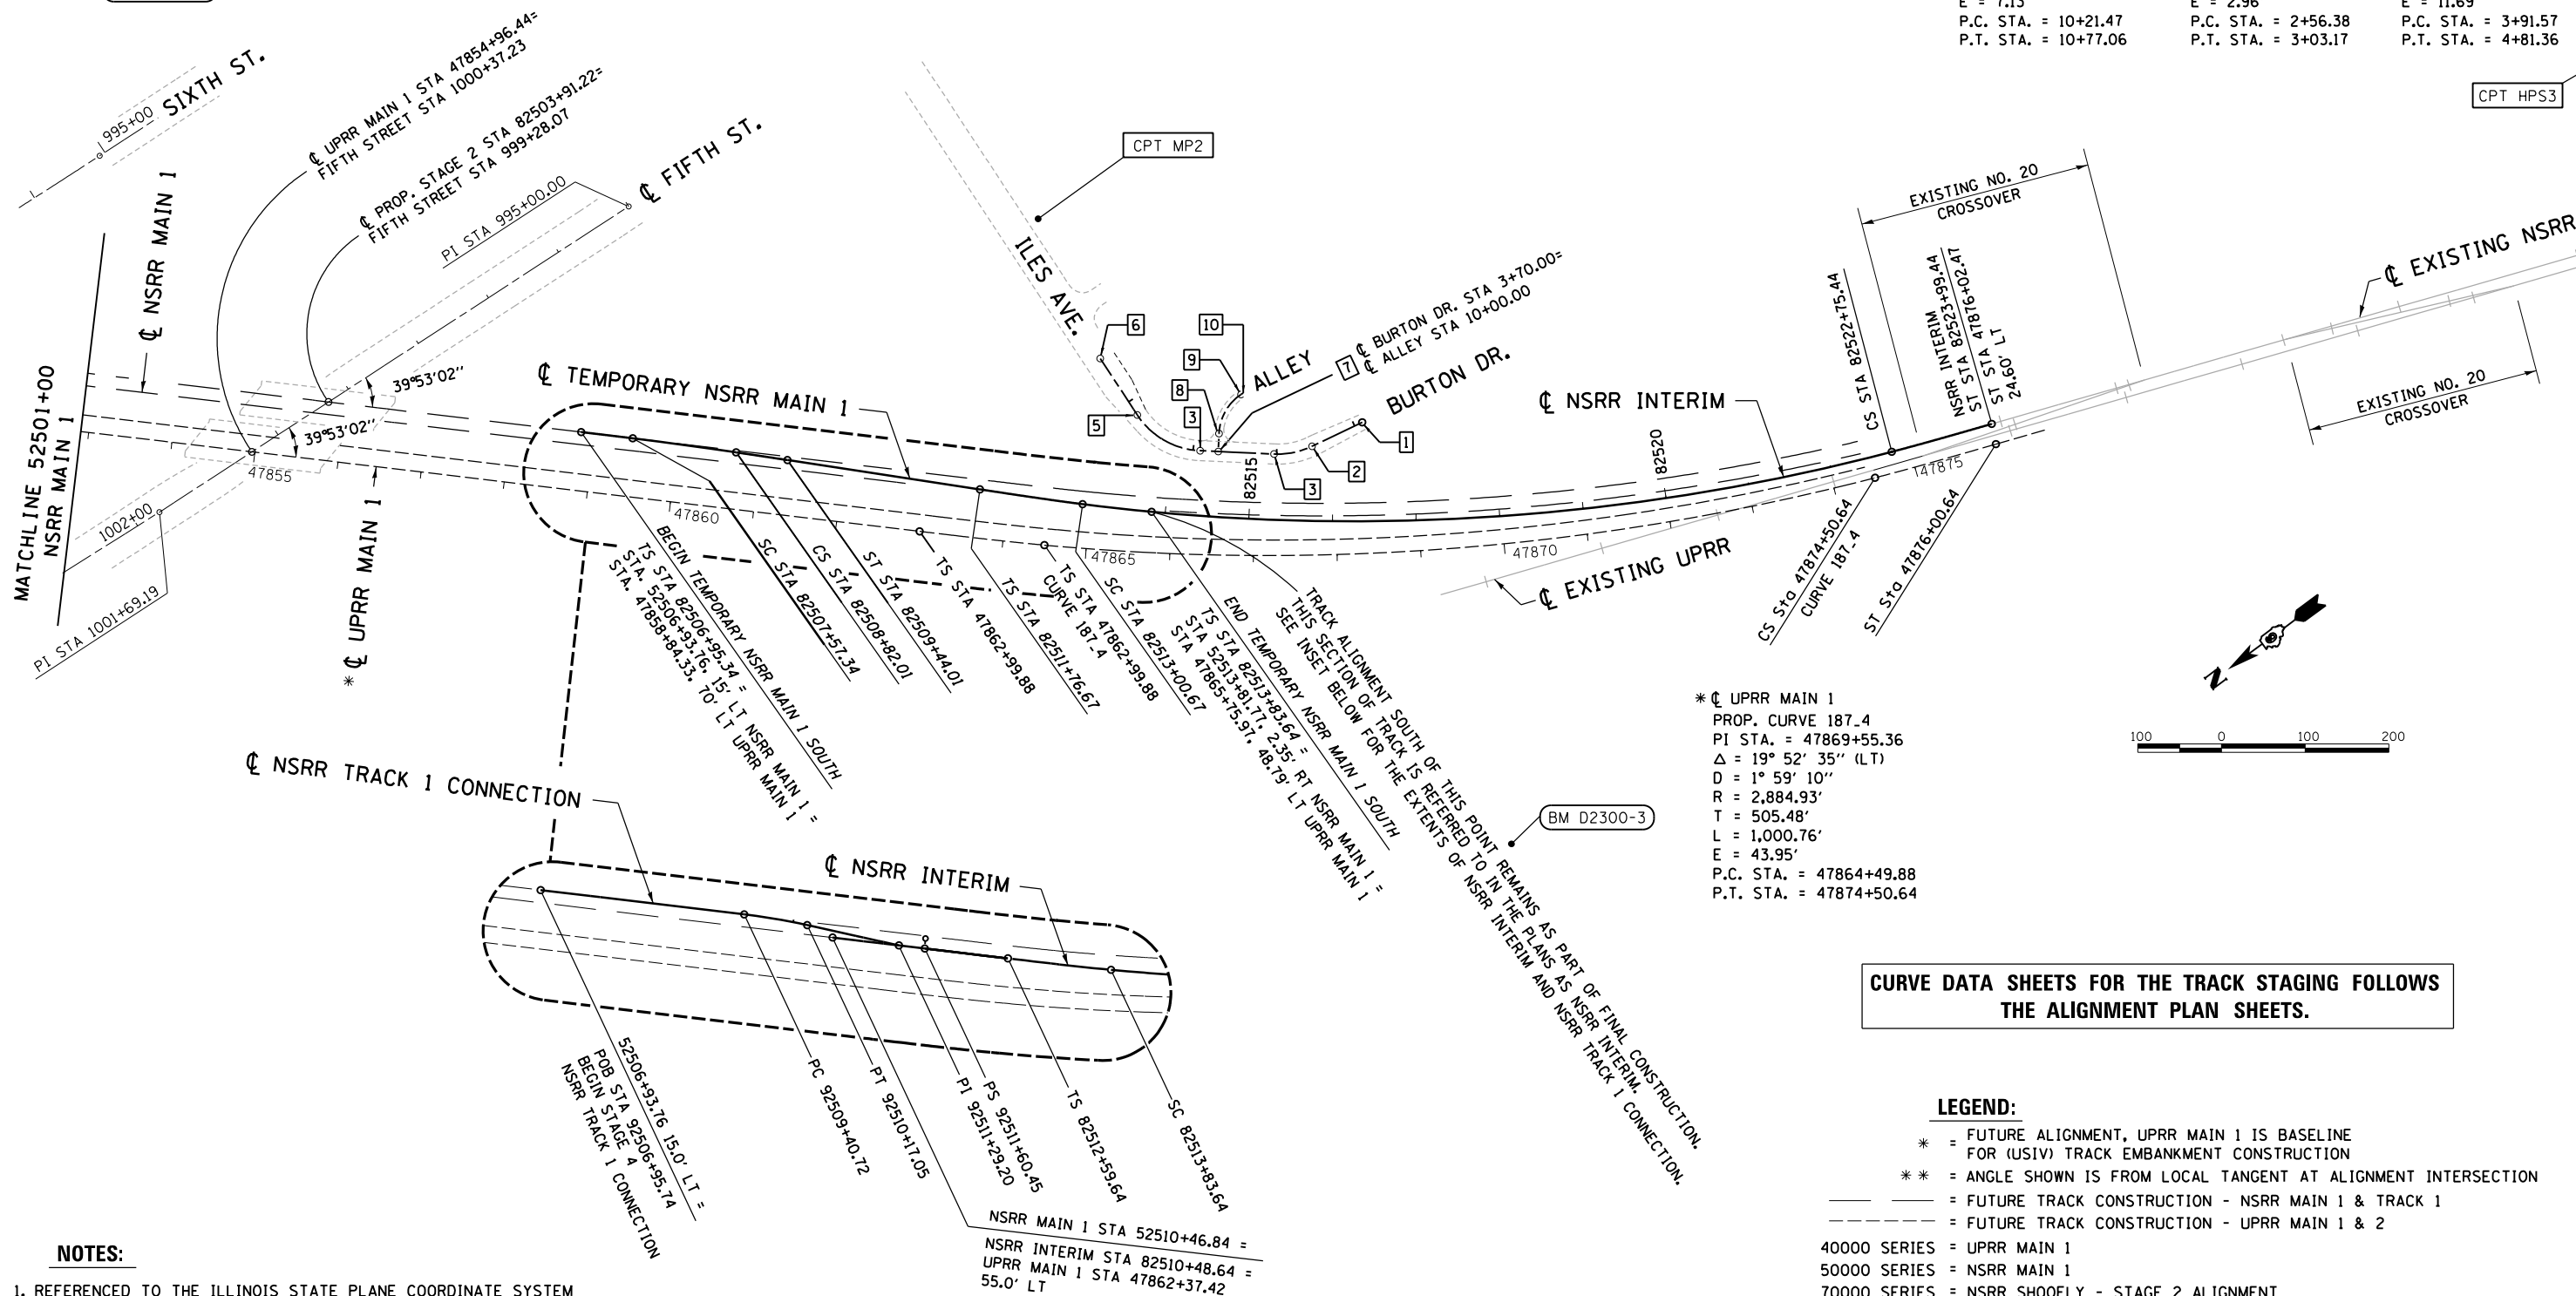 E = 7.13
P.C. STA. = 10+21.47
P.T. STA. = 10+77.06
E = 2.96
P.C. STA. = 2+56.38
P.T. STA. = 3+03.17
E = 11.69
P.C. STA. = 3+91.57
P.T. STA. = 4+81.36
CPT HPS3
995+00
SIXTH ST.
℄ UPRR MAIN 1 STA 47854+96.44=
FIFTH STREET STA 1000+37.23
℄ PROP. STAGE 2 STA 82503+91.22=
FIFTH STREET STA 999+28.07
PI STA 995+00.00
℄ FIFTH ST.
℄ NSRR MAIN 1
MATCHLINE 52501+00
NSRR MAIN 1
39°53'02''
39°53'02''
47855
1002+00
PI STA 1001+69.19
* ℄ UPRR MAIN 1
CPT MP2
ILES AVE.
6
10
9
8
3
5
ALLEY
7
℄ BURTON DR. STA 3+70.00=
℄ ALLEY STA 10+00.00
BURTON DR.
1
2
3
℄ TEMPORARY NSRR MAIN 1
82515
82520
℄ NSRR INTERIM
CS STA 82522+75.44
NSRR INTERIM
ST STA 82523+99.44
ST STA 47876+02.47
24.60' LT
EXISTING NO. 20
CROSSOVER
℄ EXISTING NSRR
EXISTING NO. 20
CROSSOVER
47860
47865
47870
47875
℄ EXISTING UPRR
CS Sta 47874+50.64
CURVE 187_4
ST Sta 47876+00.64
BEGIN TEMPORARY NSRR MAIN 1 SOUTH
TS STA 82506+95.34 =
STA. 52506+93.76, 15' LT NSRR MAIN 1 =
STA. 47858+84.33, 70' LT UPRR MAIN 1
SC STA 82507+57.34
CS STA 82508+82.01
ST STA 82509+44.01
TS STA 47862+99.88
TS STA 82511+76.67
TS STA 47862+99.88
CURVE 187_4
SC STA 82513+00.67
END TEMPORARY NSRR MAIN 1 SOUTH
TS STA 82513+83.64 =
STA 52513+81.77, 2.35' RT NSRR MAIN 1 =
STA 47865+75.97, 48.79' LT UPRR MAIN 1
TRACK ALIGNMENT SOUTH OF THIS POINT REMAINS AS PART OF FINAL CONSTRUCTION.
THIS SECTION OF TRACK IS REFERRED TO IN THE PLANS AS NSRR INTERIM.
SEE INSET BELOW FOR THE EXTENTS OF NSRR INTERIM AND NSRR TRACK 1 CONNECTION.
N
100 0 100 200
* ℄ UPRR MAIN 1
PROP. CURVE 187_4
PI STA. = 47869+55.36
Δ = 19° 52' 35'' (LT)
D = 1° 59' 10''
R = 2,884.93'
T = 505.48'
L = 1,000.76'
E = 43.95'
P.C. STA. = 47864+49.88
P.T. STA. = 47874+50.64
BM D2300-3
℄ NSRR TRACK 1 CONNECTION
℄ NSRR INTERIM
52506+93.76 15.0' LT =
POB STA 92506+95.74
BEGIN STAGE 4
NSRR TRACK 1 CONNECTION
PC 92509+40.72
PT 92510+17.05
PI 92511+29.20
PS 92511+60.45
TS 82512+59.64
SC 82513+83.64
NSRR MAIN 1 STA 52510+46.84 =
NSRR INTERIM STA 82510+48.64 =
UPRR MAIN 1 STA 47862+37.42
55.0' LT
CURVE DATA SHEETS FOR THE TRACK STAGING FOLLOWS
THE ALIGNMENT PLAN SHEETS.
LEGEND:
* = FUTURE ALIGNMENT, UPRR MAIN 1 IS BASELINE
FOR (USIV) TRACK EMBANKMENT CONSTRUCTION
** = ANGLE SHOWN IS FROM LOCAL TANGENT AT ALIGNMENT INTERSECTION
= FUTURE TRACK CONSTRUCTION - NSRR MAIN 1 & TRACK 1
= FUTURE TRACK CONSTRUCTION - UPRR MAIN 1 & 2
40000 SERIES = UPRR MAIN 1
50000 SERIES = NSRR MAIN 1
70000 SERIES = NSRR SHOOFLY - STAGE 2 ALIGNMENT
NOTES:
1. REFERENCED TO THE ILLINOIS STATE PLANE COORDINATE SYSTEM